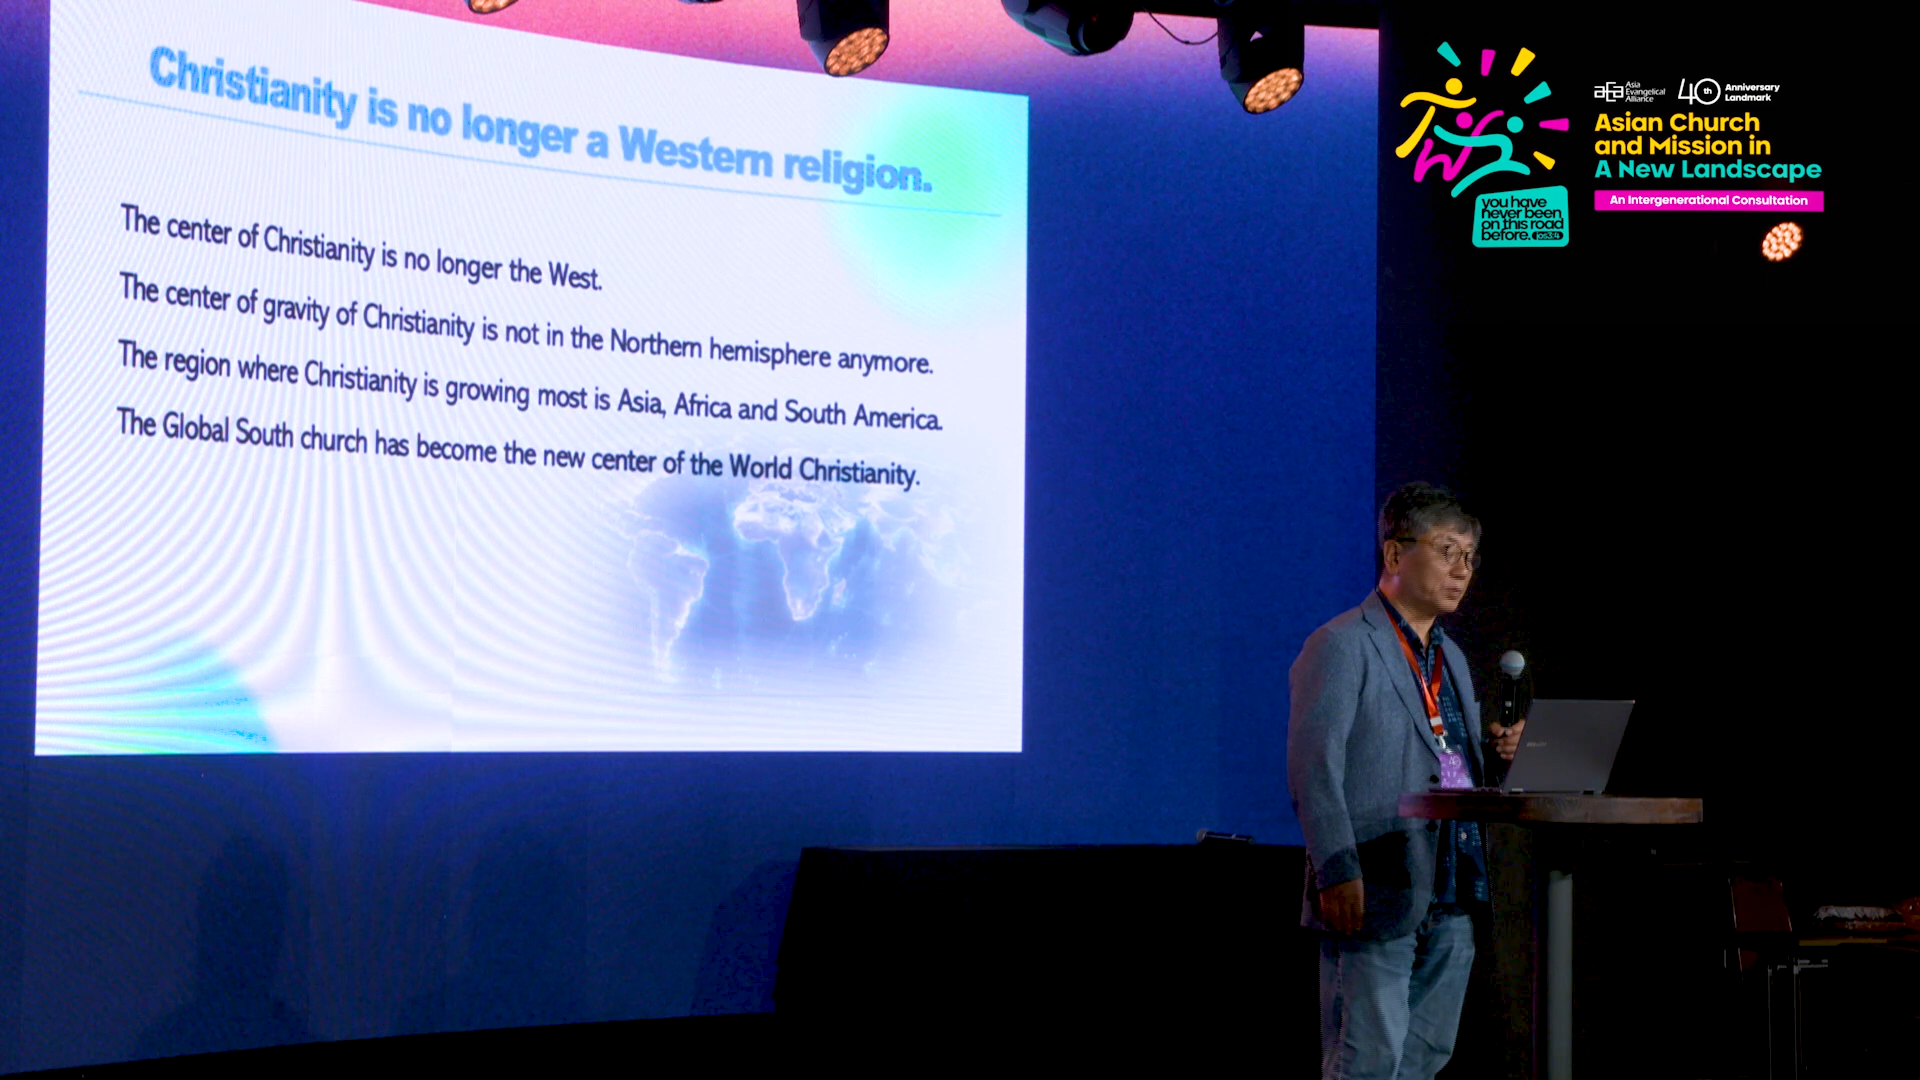 Christianity is no longer a Western religion.
The center of Christianity is no longer the West.
The center of gravity of Christianity is not in the Northern hemisphere anymore.
The region where Christianity is growing most is Asia, Africa and South America.
The Global South church has become the new center of the World Christianity.
aEa Asia
Evangelical
Alliance
40th Anniversary
Landmark
Asian Church
and Mission in
A New Landscape
An Intergenerational Consultation
you have
never been
on this road
before. jos3:4